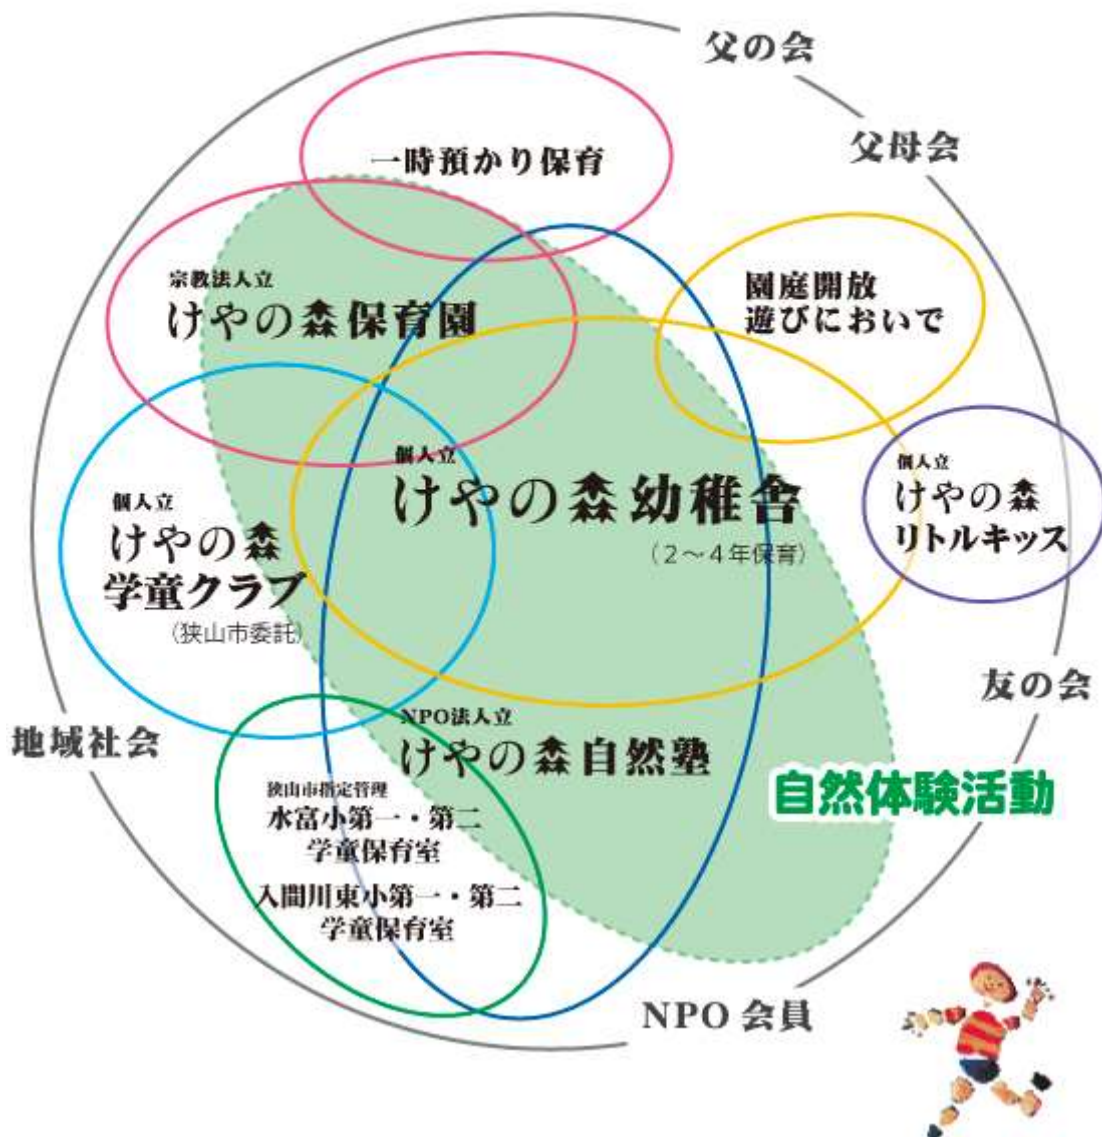 父の会
父母会
一時預かり保育
園庭開放
遊びにおいで
宗教法人立
けやの森保育園
個人立
けやの森幼稚舎
(2〜4年保育)
個人立
けやの森
リトルキッス
個人立
けやの森
学童クラブ
(狭山市委託)
友の会
地域社会
NPO法人立
けやの森自然塾
自然体験活動
狭山市指定管理
水富小第一・第二
学童保育室
入間川東小第一・第二
学童保育室
NPO 会員